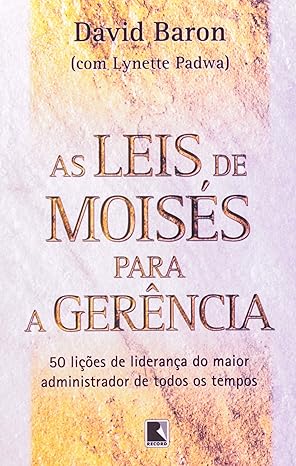 David Baron
(com Lynette Padwa)
AS LEIS DE
MOISÉS
PARA
A GERÊNCIA
50 lições de liderança do maior
administrador de todos os tempos
R
RECORD